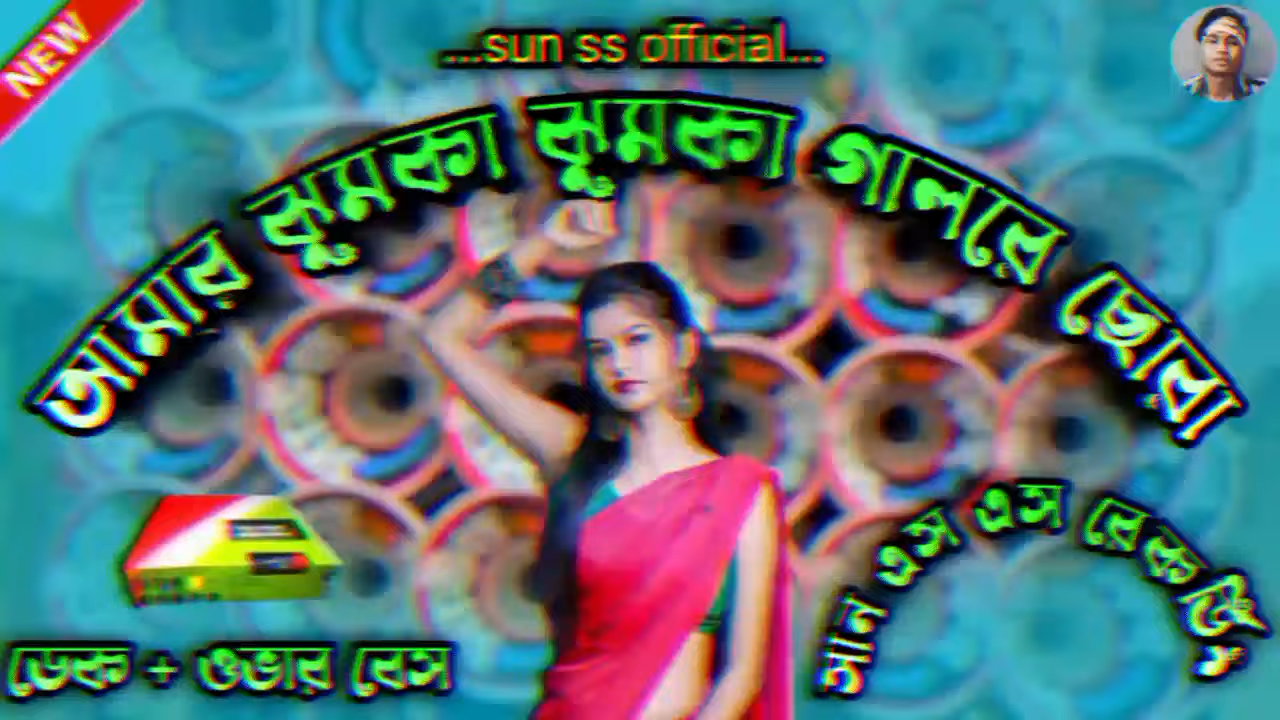 NEW
...sun ss official...
আমার ঝুমকা ঝুমকা গালরে ছোরা
সান এস এস রেকর্ডিং
ডেক + ওভার বেস